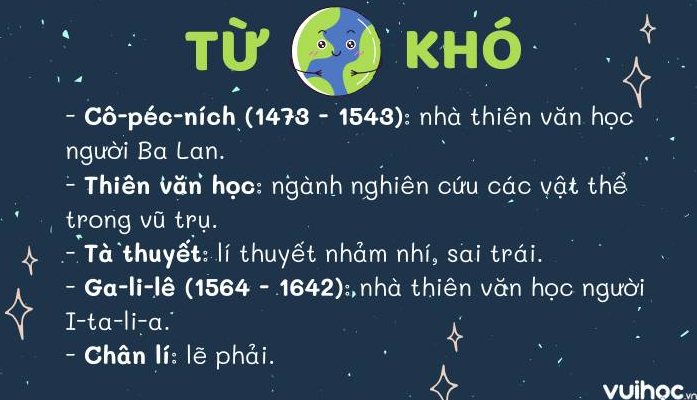 TỪ KHÓ
- Cô-péc-ních (1473 - 1543): nhà thiên văn học
người Ba Lan.
- Thiên văn học: ngành nghiên cứu các vật thể
trong vũ trụ.
- Tà thuyết: lí thuyết nhảm nhí, sai trái.
- Ga-li-lê (1564 - 1642): nhà thiên văn học người
I-ta-li-a.
- Chân lí: lẽ phải.
vuihọc.vn